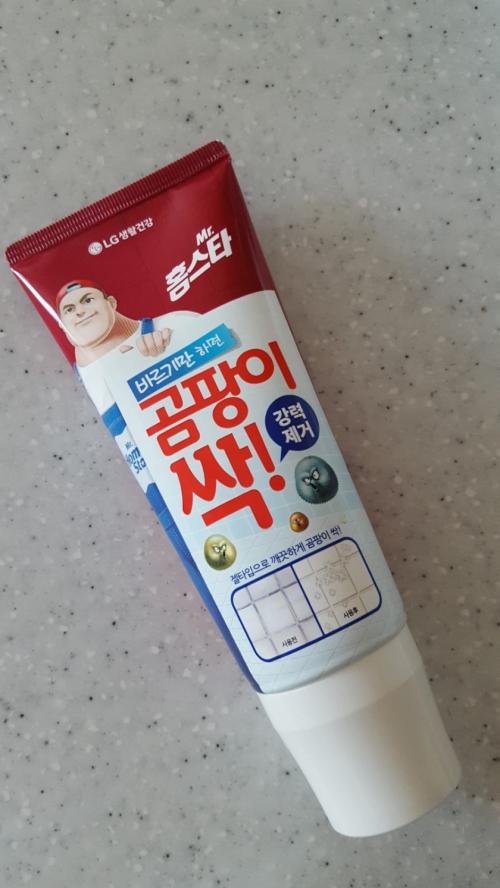 LG 생활건강
Mr.
홈스타
바르기만 하면
곰팡이
싹!
강력
제거
Mr.
젤타입으로 깨끗하게 곰팡이 싹!
사용전
사용후